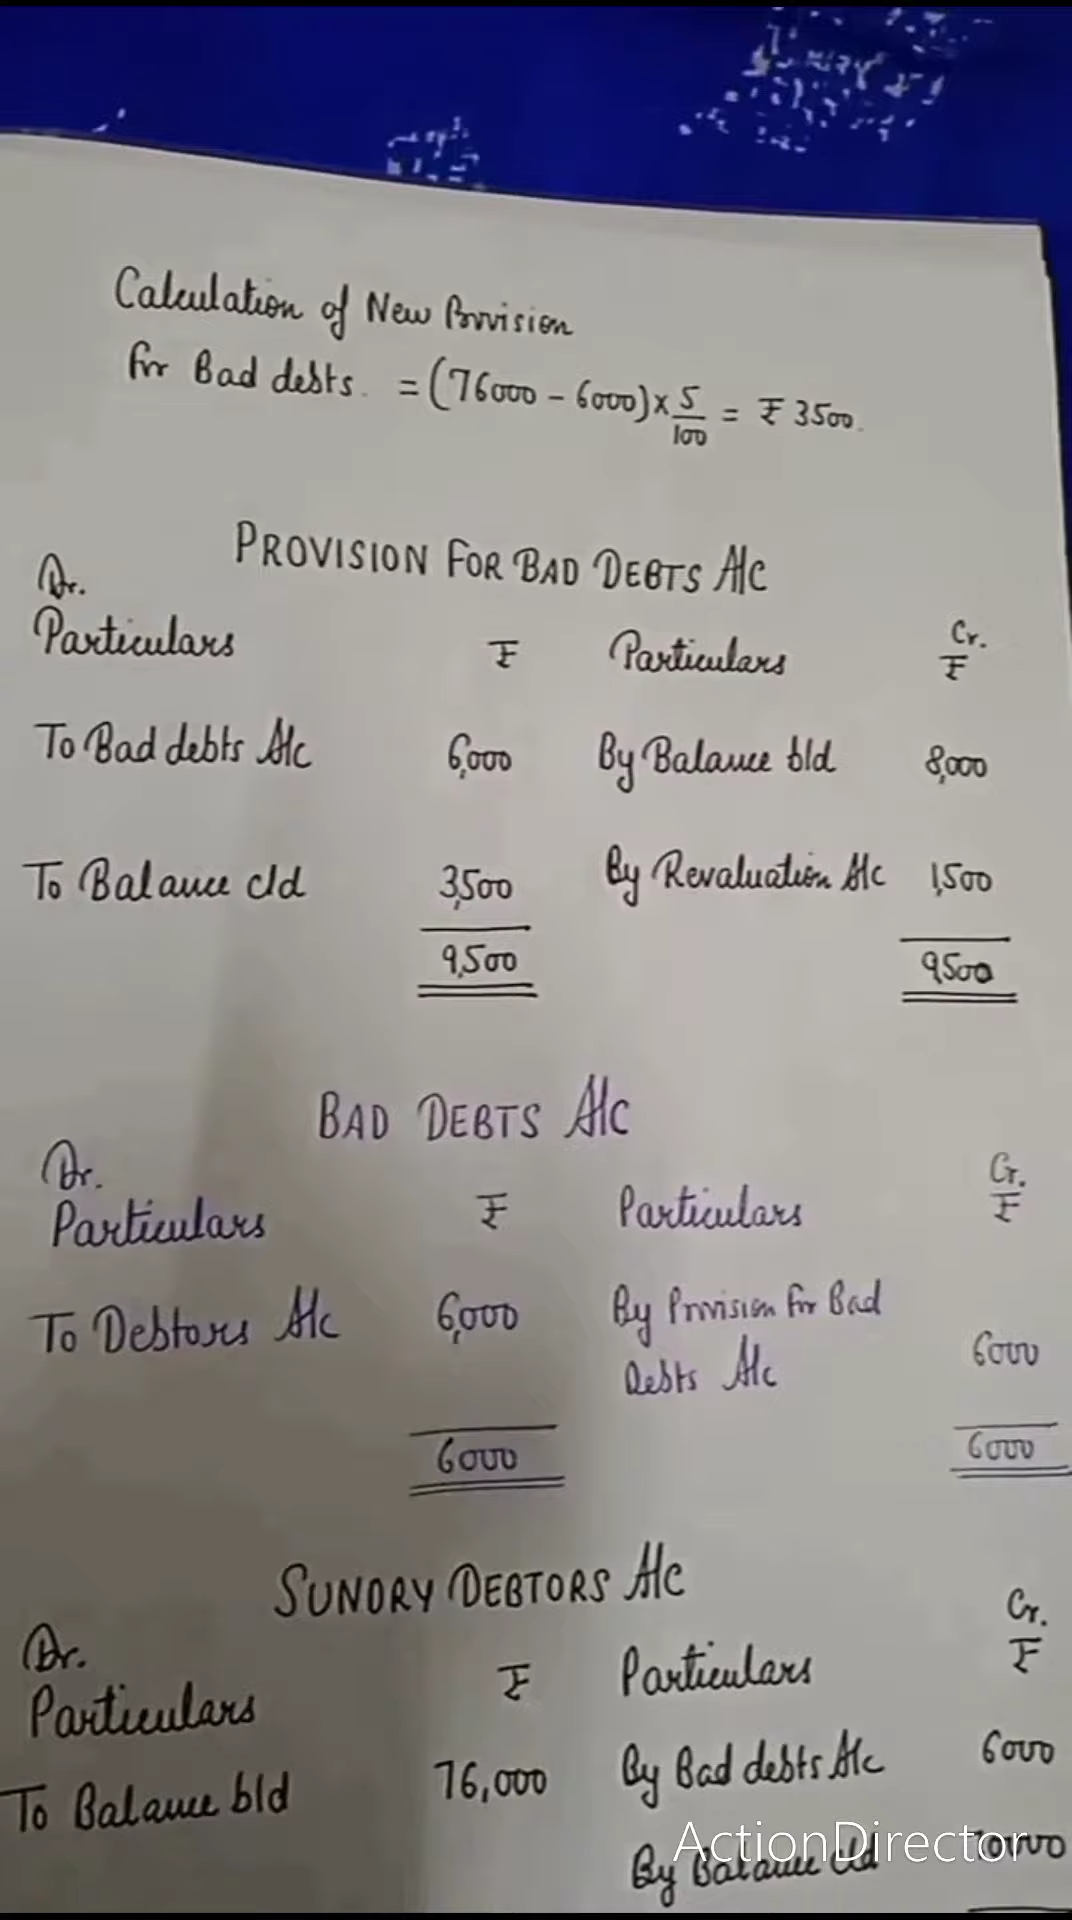 Calculation of New Provision
for Bad debts. = (76000 - 6000) x 5/100 = ₹ 3500.
PROVISION FOR BAD DEBTS A/C
Dr.
Cr.
Particulars ₹ Particulars ₹
To Bad debts A/c 6,000 By Balance b/d 8,000
To Balance c/d 3,500 By Revaluation A/c 1,500
9,500 9,500
BAD DEBTS A/C
Dr.
Cr.
Particulars ₹ Particulars ₹
To Debtors A/c 6,000 By Provision for Bad
Debts A/c 6000
6000 6000
SUNDRY DEBTORS A/C
Dr.
Cr.
Particulars ₹ Particulars ₹
To Balance b/d 76,000 By Bad debts A/c 6000
By Balance c/d 70000
ActionDirector